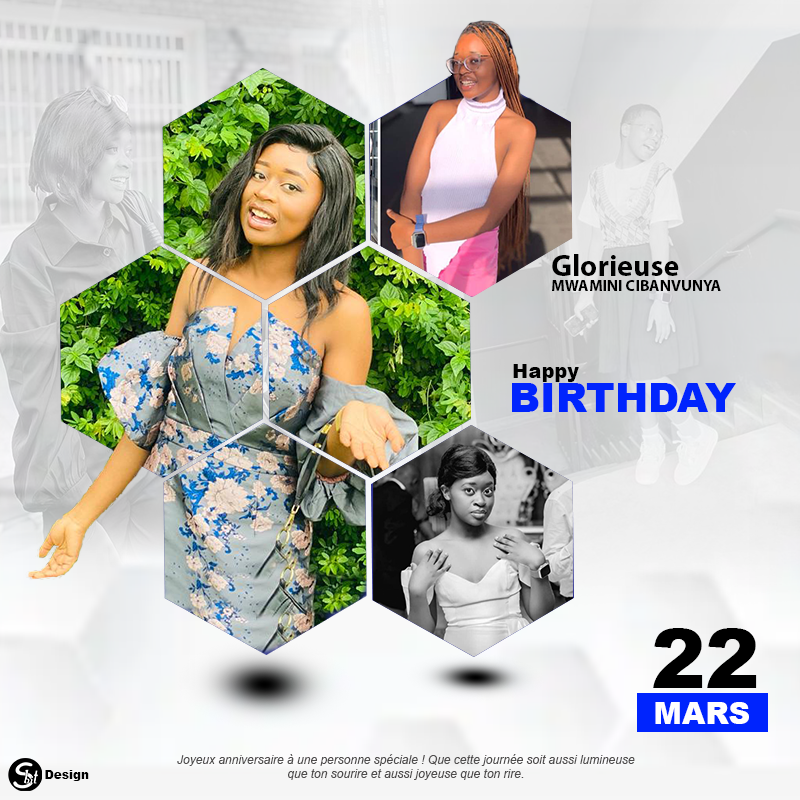 Glorieuse
MWAMINI CIBANVUNYA
Happy
BIRTHDAY
22
MARS
Joyeux anniversaire à une personne spéciale ! Que cette journée soit aussi lumineuse
que ton sourire et aussi joyeuse que ton rire.
Sbit Design